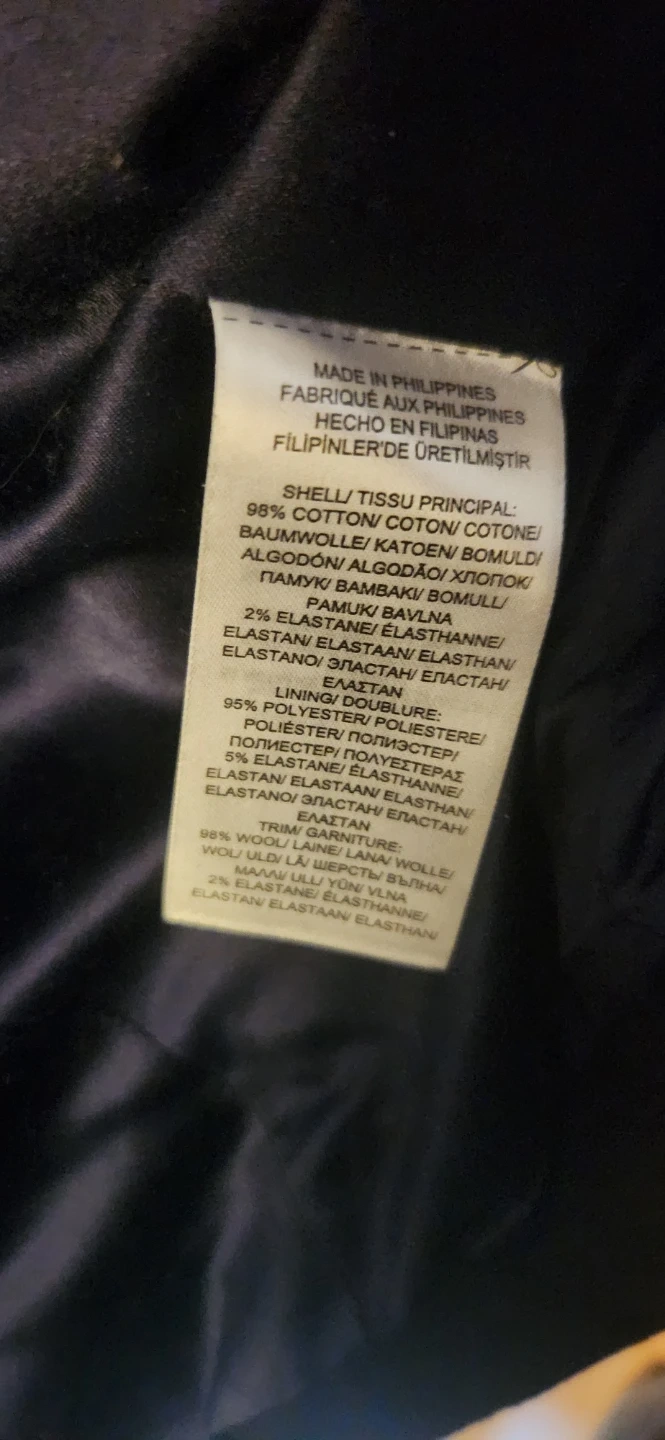 MADE IN PHILIPPINES
FABRIQUÉ AUX PHILIPPINES
HECHO EN FILIPINAS
FİLİPİNLER'DE ÜRETİLMİŞTİR
SHELL/ TISSU PRINCIPAL:
98% COTTON/ COTON/ COTONE/
BAUMWOLLE/ KATOEN/ BOMULD/
ALGODÓN/ ALGODÃO/ ХЛОПОК/
ПАМУК/ BAMBAKI/ BOMULL/
PAMUK/ BAVLNA
2% ELASTANE/ ÉLASTHANNE/
ELASTAN/ ELASTAAN/ ELASTHAN/
ELASTANO/ ЭЛАСТАН/ ЕЛАСТАН/
ΕΛΑΣΤΑΝ
LINING/ DOUBLURE:
95% POLYESTER/ POLIESTERE/
POLIÉSTER/ ПОЛИЭСТЕР/
ПОЛИЕСТЕР/ ΠΟΛΥΕΣΤΕΡΑΣ
5% ELASTANE/ ÉLASTHANNE/
ELASTAN/ ELASTAAN/ ELASTHAN/
ELASTANO/ ЭЛАСТАН/ ЕЛАСТАН/
ΕΛΑΣΤΑΝ
TRIM/ GARNITURE:
98% WOOL/ LAINE/ LANA/ WOLLE/
WOL/ ULD/ LÃ/ ШЕРСТЬ/ ВЪЛНА/
ΜΑΛΛΙ/ ULL/ YÜN/ VLNA
2% ELASTANE/ ÉLASTHANNE/
ELASTAN/ ELASTAAN/ ELASTHAN/